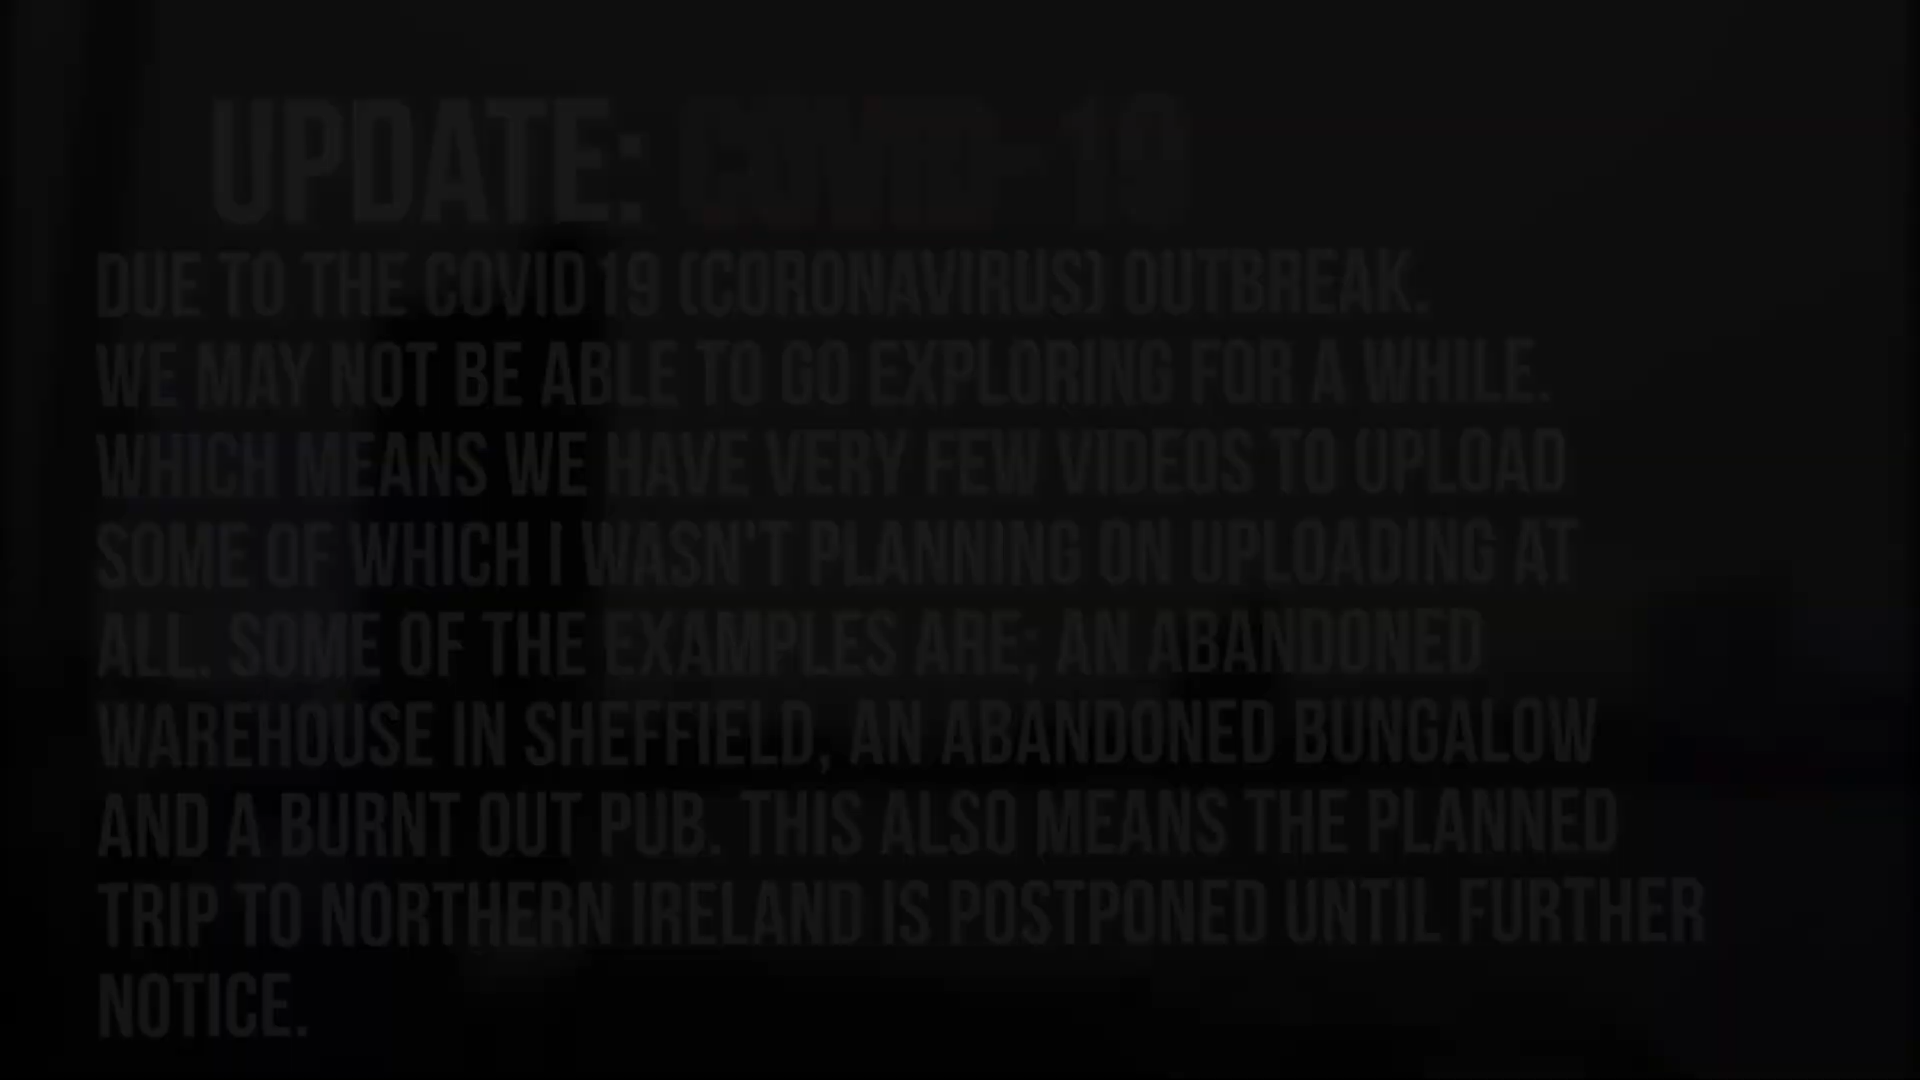 UPDATE: COVID-19
DUE TO THE COVID 19 (CORONAVIRUS) OUTBREAK.
WE MAY NOT BE ABLE TO GO EXPLORING FOR A WHILE.
WHICH MEANS WE HAVE VERY FEW VIDEOS TO UPLOAD
SOME OF WHICH I WASN'T PLANNING ON UPLOADING AT
ALL. SOME OF THE EXAMPLES ARE; AN ABANDONED
WAREHOUSE IN SHEFFIELD, AN ABANDONED BUNGALOW
AND A BURNT OUT PUB. THIS ALSO MEANS THE PLANNED
TRIP TO NORTHERN IRELAND IS POSTPONED UNTIL FURTHER
NOTICE.